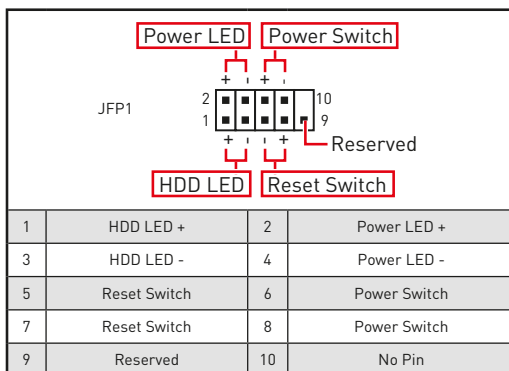 Power LED Power Switch
+ - + -
JFP1
2 10
1 9
+ - - +
Reserved
HDD LED Reset Switch
1 HDD LED + 2 Power LED +
3 HDD LED - 4 Power LED -
5 Reset Switch 6 Power Switch
7 Reset Switch 8 Power Switch
9 Reserved 10 No Pin